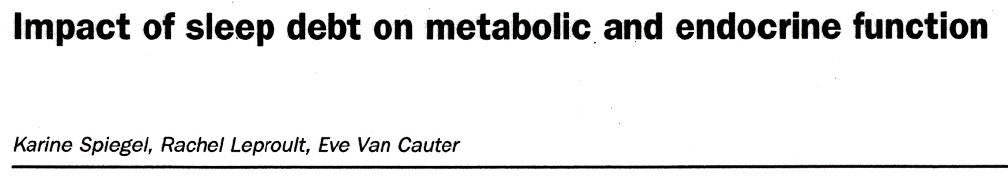 Impact of sleep debt on metabolic and endocrine function
Karine Spiegel, Rachel Leproult, Eve Van Cauter